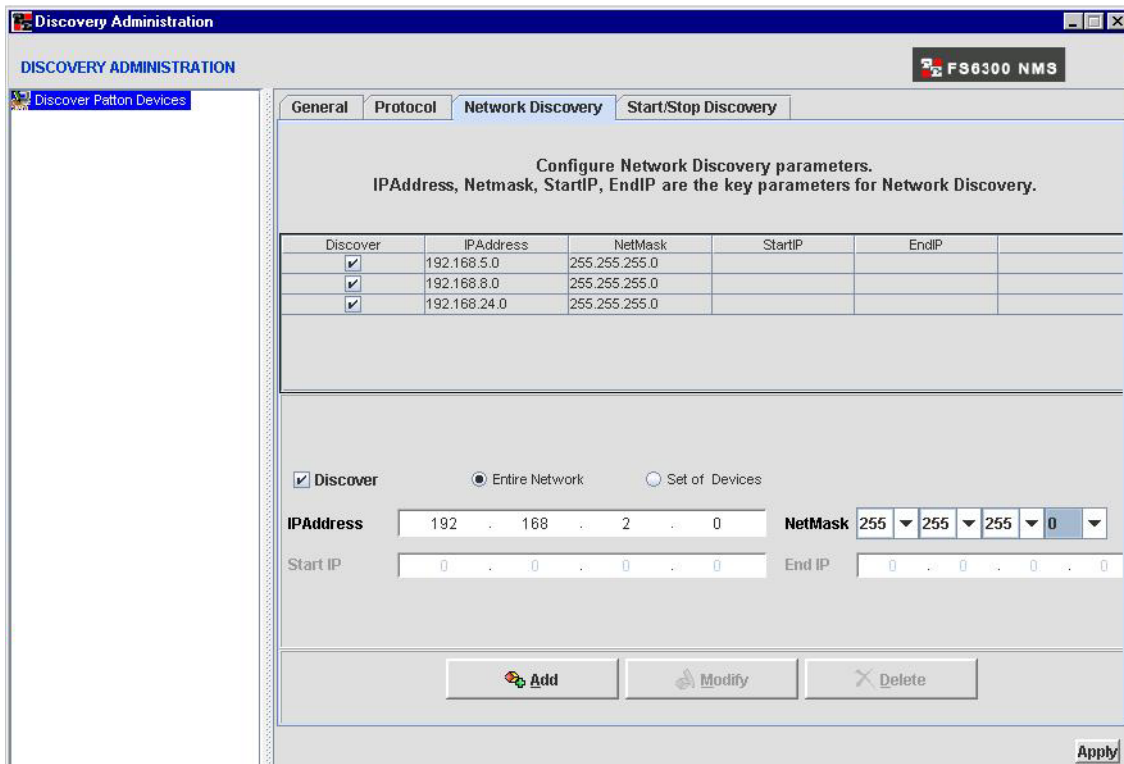 Discovery Administration
DISCOVERY ADMINISTRATION
FS6300 NMS
Discover Patton Devices
General Protocol Network Discovery Start/Stop Discovery
Configure Network Discovery parameters.
IPAddress, Netmask, StartIP, EndIP are the key parameters for Network Discovery.
Discover IPAddress NetMask StartIP EndIP
192.168.5.0 255.255.255.0
192.168.8.0 255.255.255.0
192.168.24.0 255.255.255.0
Discover Entire Network Set of Devices
IPAddress 192 . 168 . 2 . 0 NetMask 255 255 255 0
Start IP 0 . 0 . 0 . 0 End IP 0 . 0 . 0 . 0
Add Modify Delete
Apply